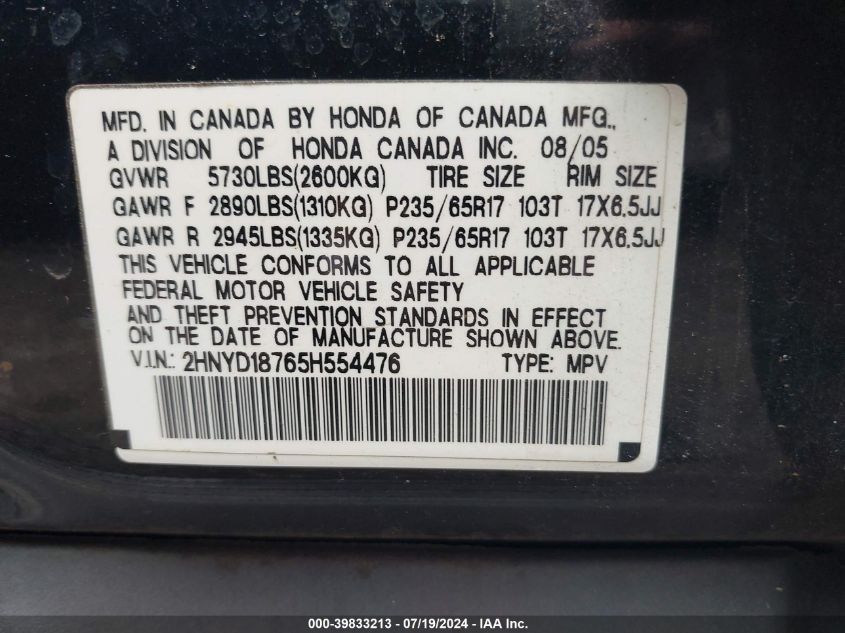 MFD. IN CANADA BY HONDA OF CANADA MFG.,
A DIVISION OF HONDA CANADA INC. 08/05
GVWR 5730LBS(2600KG) TIRE SIZE RIM SIZE
GAWR F 2890LBS(1310KG) P235/65R17 103T 17X6.5JJ
GAWR R 2945LBS(1335KG) P235/65R17 103T 17X6.5JJ
THIS VEHICLE CONFORMS TO ALL APPLICABLE
FEDERAL MOTOR VEHICLE SAFETY
AND THEFT PREVENTION STANDARDS IN EFFECT
ON THE DATE OF MANUFACTURE SHOWN ABOVE.
V.I.N.: 2HNYD18765H554476 TYPE: MPV
000-39833213 - 07/19/2024 - IAA Inc.